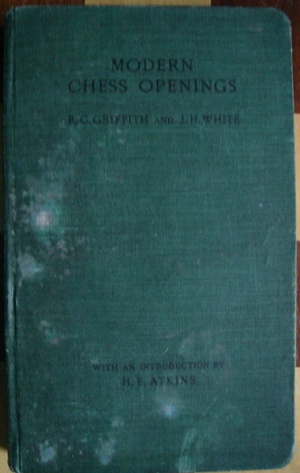 MODERN
CHESS OPENINGS
R. C. GRIFFITH AND J. H. WHITE
WITH AN INTRODUCTION BY
H. E. ATKINS